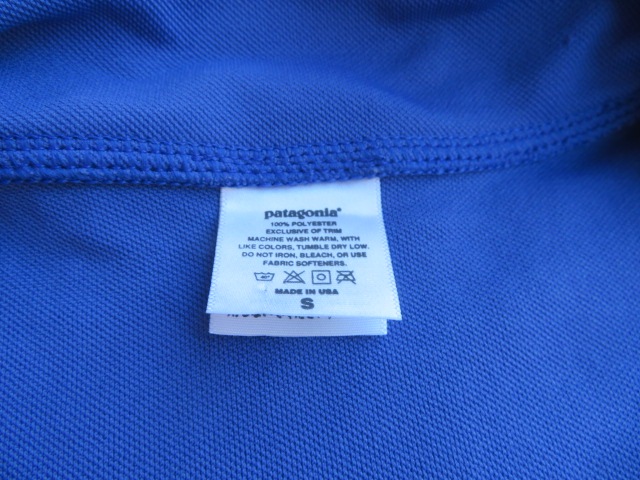 patagonia®
100% POLYESTER
EXCLUSIVE OF TRIM
MACHINE WASH WARM, WITH
LIKE COLORS, TUMBLE DRY LOW.
DO NOT IRON, BLEACH, OR USE
FABRIC SOFTENERS.
MADE IN USA
S